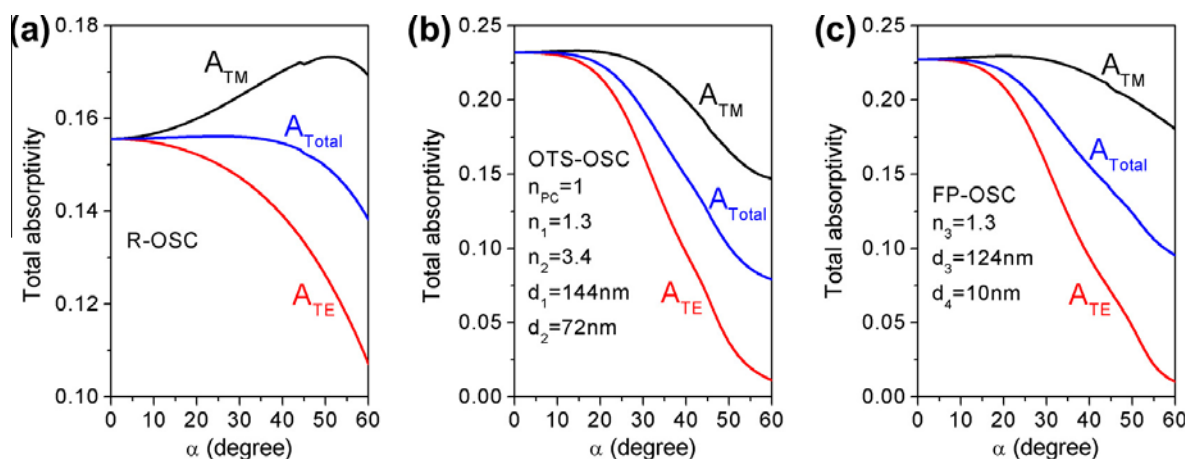 (a)
Total absorptivity
0.18
0.16
0.14
0.12
0.10
A_TM
A_Total
R-OSC
A_TE
0 10 20 30 40 50 60
α (degree)
(b)
Total absorptivity
0.25
0.20
0.15
0.10
0.05
0.00
A_TM
OTS-OSC
n_PC=1
A_Total
n_1=1.3
n_2=3.4
A_TE
d_1=144nm
d_2=72nm
0 10 20 30 40 50 60
α (degree)
(c)
Total absorptivity
0.25
0.20
0.15
0.10
0.05
0.00
A_TM
A_Total
FP-OSC
n_3=1.3
d_3=124nm
A_TE
d_4=10nm
0 10 20 30 40 50 60
α (degree)